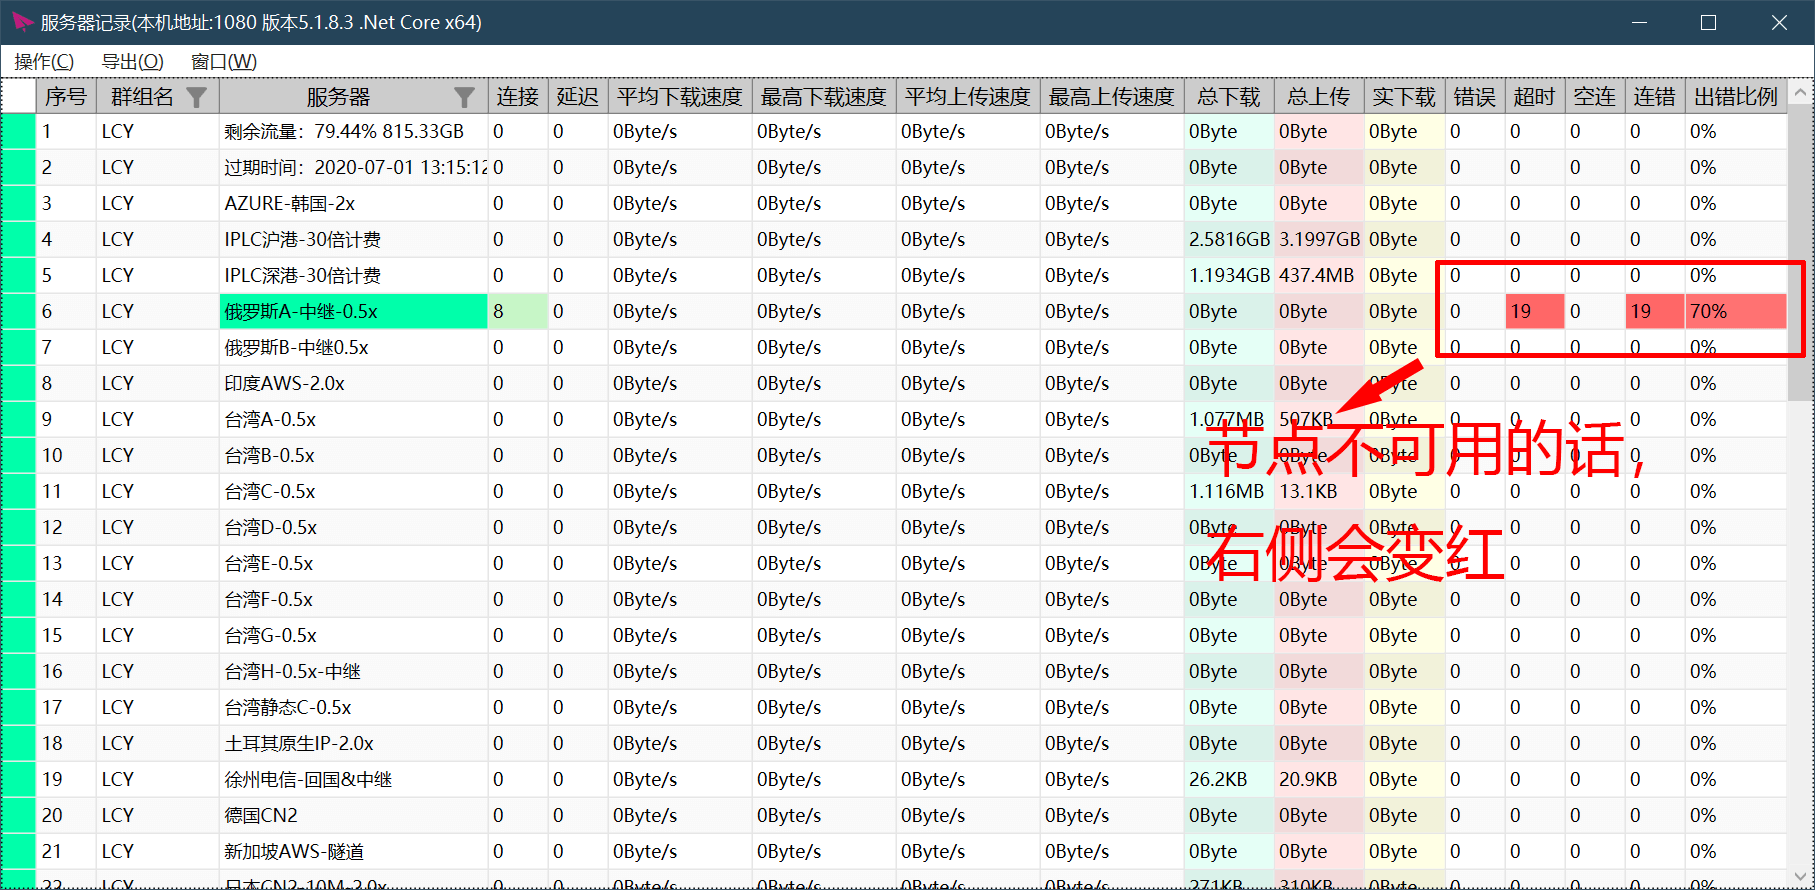 服务器记录(本机地址:1080 版本5.1.8.3 .Net Core x64)
操作(C) 导出(O) 窗口(W)
序号 群组名 服务器 连接 延迟 平均下载速度 最高下载速度 平均上传速度 最高上传速度 总下载 总上传 实下载 错误 超时 空连 连错 出错比例
1 LCY 剩余流量：79.44% 815.33GB 0 0 0Byte/s 0Byte/s 0Byte/s 0Byte/s 0Byte 0Byte 0Byte 0 0 0 0 0%
2 LCY 过期时间：2020-07-01 13:15:12 0 0 0Byte/s 0Byte/s 0Byte/s 0Byte/s 0Byte 0Byte 0Byte 0 0 0 0 0%
3 LCY AZURE-韩国-2x 0 0 0Byte/s 0Byte/s 0Byte/s 0Byte/s 0Byte 0Byte 0Byte 0 0 0 0 0%
4 LCY IPLC沪港-30倍计费 0 0 0Byte/s 0Byte/s 0Byte/s 0Byte/s 2.5816GB 3.1997GB 0Byte 0 0 0 0 0%
5 LCY IPLC深港-30倍计费 0 0 0Byte/s 0Byte/s 0Byte/s 0Byte/s 1.1934GB 437.4MB 0Byte 0 0 0 0 0%
6 LCY 俄罗斯A-中继-0.5x 8 0 0Byte/s 0Byte/s 0Byte/s 0Byte/s 0Byte 0Byte 0Byte 0 19 0 19 70%
7 LCY 俄罗斯B-中继0.5x 0 0 0Byte/s 0Byte/s 0Byte/s 0Byte/s 0Byte 0Byte 0Byte 0 0 0 0 0%
8 LCY 印度AWS-2.0x 0 0 0Byte/s 0Byte/s 0Byte/s 0Byte/s 0Byte 0Byte 0Byte 0 0 0 0 0%
9 LCY 台湾A-0.5x 0 0 0Byte/s 0Byte/s 0Byte/s 0Byte/s 1.077MB 507KB 0Byte 0 0 0 0 0%
节点不可用的话，
10 LCY 台湾B-0.5x 0 0 0Byte/s 0Byte/s 0Byte/s 0Byte/s 0Byte 0Byte 0Byte 0 0 0 0 0%
11 LCY 台湾C-0.5x 0 0 0Byte/s 0Byte/s 0Byte/s 0Byte/s 1.116MB 13.1KB 0Byte 0 0 0 0 0%
12 LCY 台湾D-0.5x 0 0 0Byte/s 0Byte/s 0Byte/s 0Byte/s 0Byte 0Byte 0Byte 0 0 0 0 0%
右侧会变红
13 LCY 台湾E-0.5x 0 0 0Byte/s 0Byte/s 0Byte/s 0Byte/s 0Byte 0Byte 0Byte 0 0 0 0 0%
14 LCY 台湾F-0.5x 0 0 0Byte/s 0Byte/s 0Byte/s 0Byte/s 0Byte 0Byte 0Byte 0 0 0 0 0%
15 LCY 台湾G-0.5x 0 0 0Byte/s 0Byte/s 0Byte/s 0Byte/s 0Byte 0Byte 0Byte 0 0 0 0 0%
16 LCY 台湾H-0.5x-中继 0 0 0Byte/s 0Byte/s 0Byte/s 0Byte/s 0Byte 0Byte 0Byte 0 0 0 0 0%
17 LCY 台湾静态C-0.5x 0 0 0Byte/s 0Byte/s 0Byte/s 0Byte/s 0Byte 0Byte 0Byte 0 0 0 0 0%
18 LCY 土耳其原生IP-2.0x 0 0 0Byte/s 0Byte/s 0Byte/s 0Byte/s 0Byte 0Byte 0Byte 0 0 0 0 0%
19 LCY 徐州电信-回国&中继 0 0 0Byte/s 0Byte/s 0Byte/s 0Byte/s 26.2KB 20.9KB 0Byte 0 0 0 0 0%
20 LCY 德国CN2 0 0 0Byte/s 0Byte/s 0Byte/s 0Byte/s 0Byte 0Byte 0Byte 0 0 0 0 0%
21 LCY 新加坡AWS-隧道 0 0 0Byte/s 0Byte/s 0Byte/s 0Byte/s 0Byte 0Byte 0Byte 0 0 0 0 0%
22 LCY 日本CN2-10M-2.0x 0 0 0Byte/s 0Byte/s 0Byte/s 0Byte/s 271KB 310KB 0Byte 0 0 0 0 0%